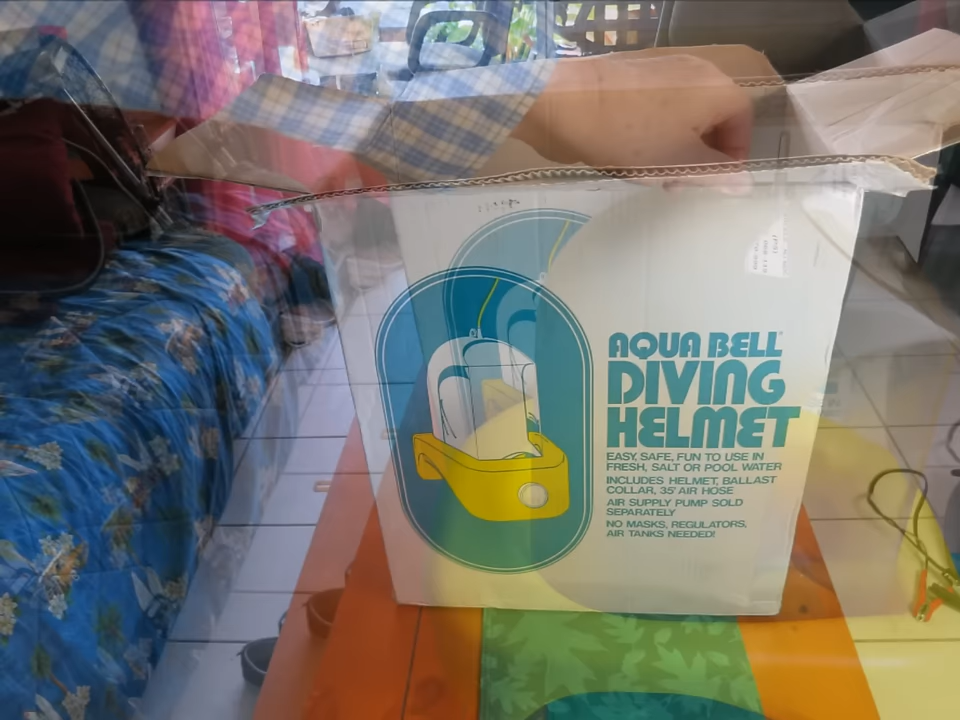 AQUA BELL®
DIVING
HELMET
EASY, SAFE, FUN TO USE IN
FRESH, SALT OR POOL WATER
INCLUDES HELMET, BALLAST
COLLAR, 35' AIR HOSE
AIR SUPPLY PUMP SOLD
SEPARATELY
NO MASKS, REGULATORS,
AIR TANKS NEEDED!